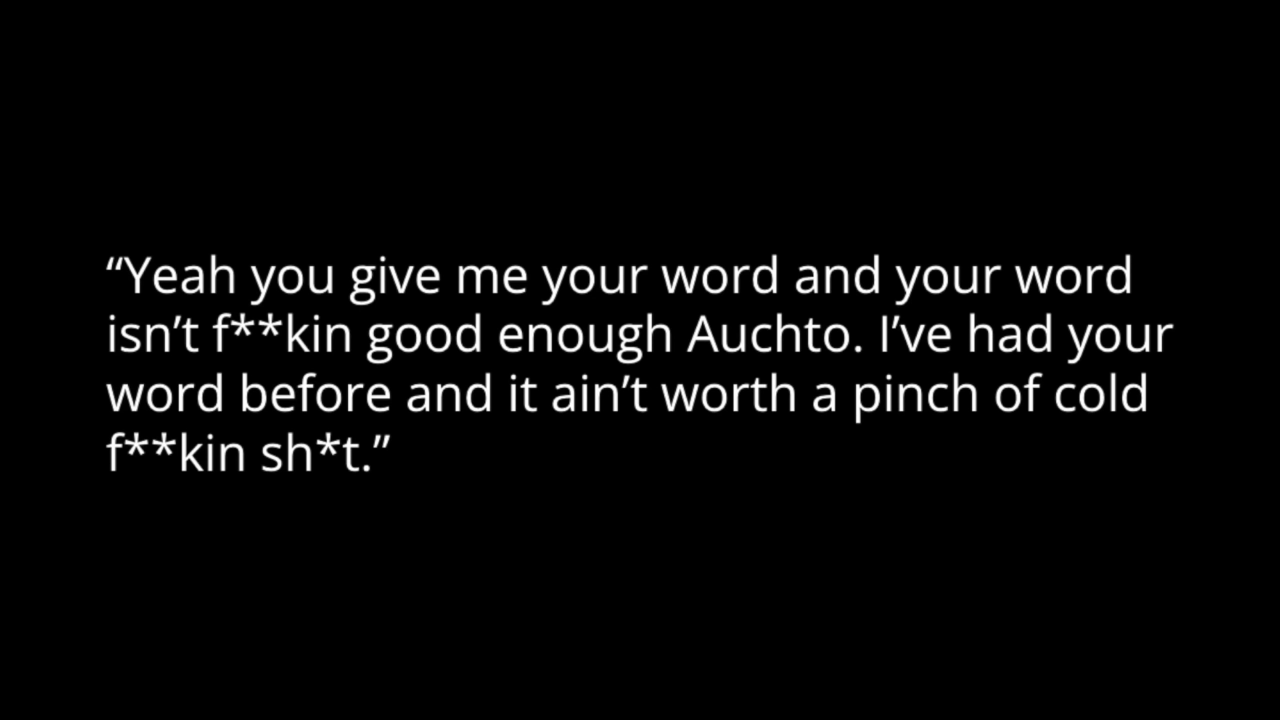 “Yeah you give me your word and your word
isn’t f**kin good enough Auchto. I’ve had your
word before and it ain’t worth a pinch of cold
f**kin sh*t.”